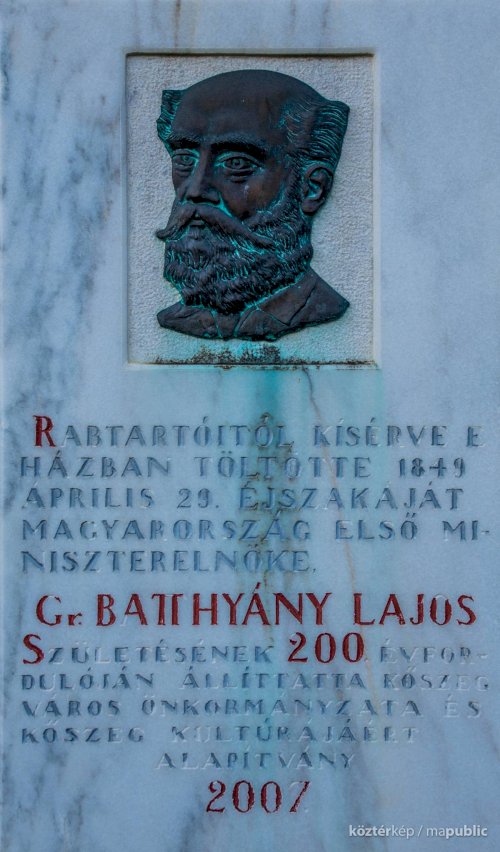 RABTARTÓITÓL KÍSÉRVE E
HÁZBAN TÖLTÖTTE 1849
ÁPRILIS 29. ÉJSZAKÁJÁT
MAGYARORSZÁG ELSŐ MI-
NISZTERELNÖKE,
Gr. BATTHYÁNY LAJOS
SZÜLETÉSÉNEK 200. ÉVFOR-
DULÓJÁN ÁLLÍTTATTA KŐSZEG
VÁROS ÖNKORMÁNYZATA ÉS
KŐSZEG KULTÚRÁJÁÉRT
ALAPÍTVÁNY
2007
köztérkép / mapublic